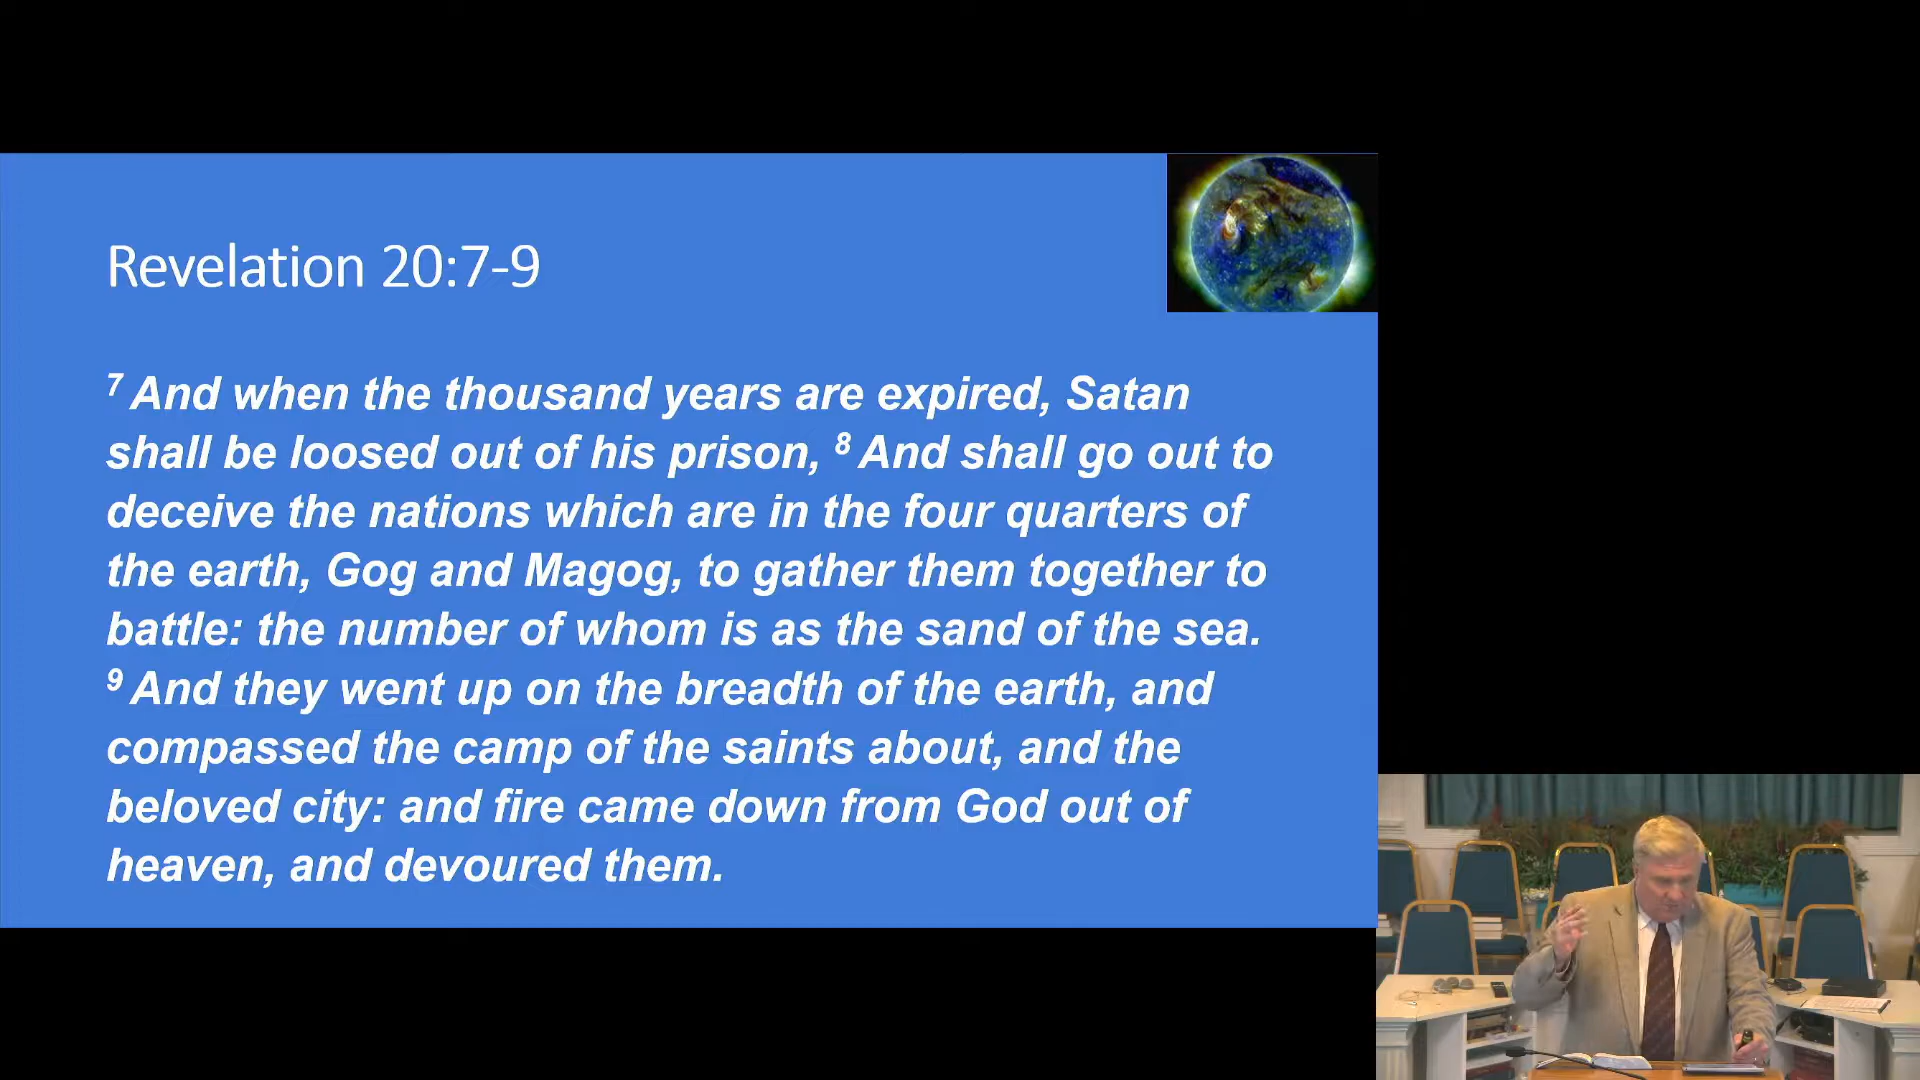 Revelation 20:7-9
7 And when the thousand years are expired, Satan
shall be loosed out of his prison, 8 And shall go out to
deceive the nations which are in the four quarters of
the earth, Gog and Magog, to gather them together to
battle: the number of whom is as the sand of the sea.
9 And they went up on the breadth of the earth, and
compassed the camp of the saints about, and the
beloved city: and fire came down from God out of
heaven, and devoured them.